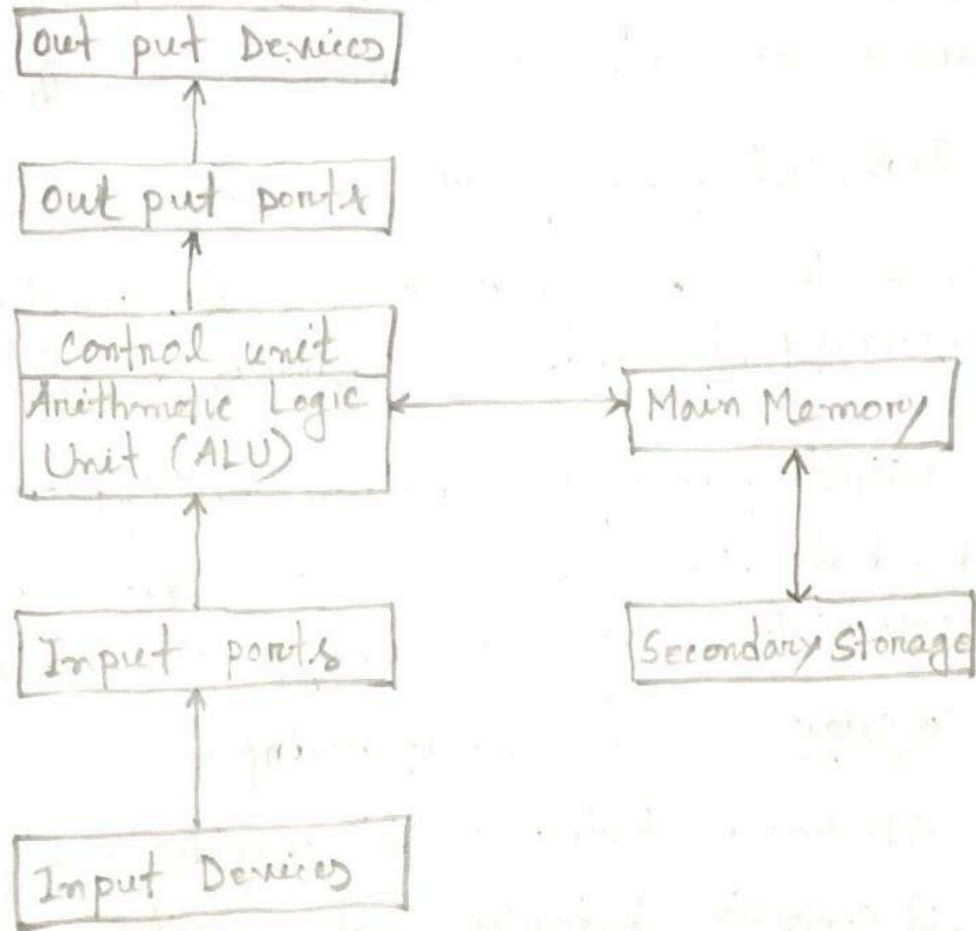 Out put Devices
Out put ports
Control unit
Arithmetic Logic
Unit (ALU)
Main Memory
Input ports
Secondary Storage
Input Devices